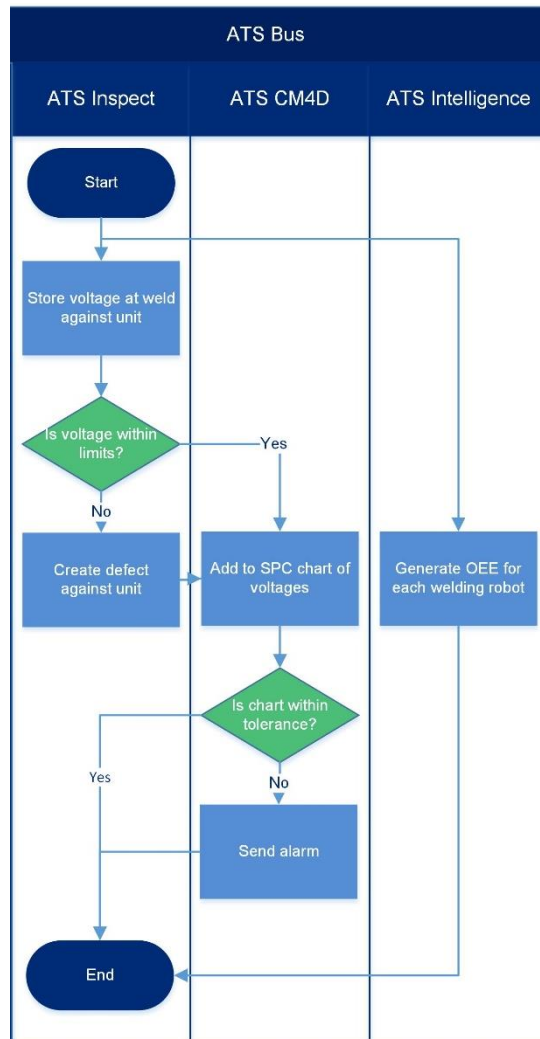 ATS Bus
ATS Inspect
ATS CM4D
ATS Intelligence
Start
Store voltage at weld
against unit
Is voltage within
limits?
Yes
No
Create defect
against unit
Add to SPC chart of
voltages
Generate OEE for
each welding robot
Is chart within
tolerance?
Yes
No
Send alarm
End